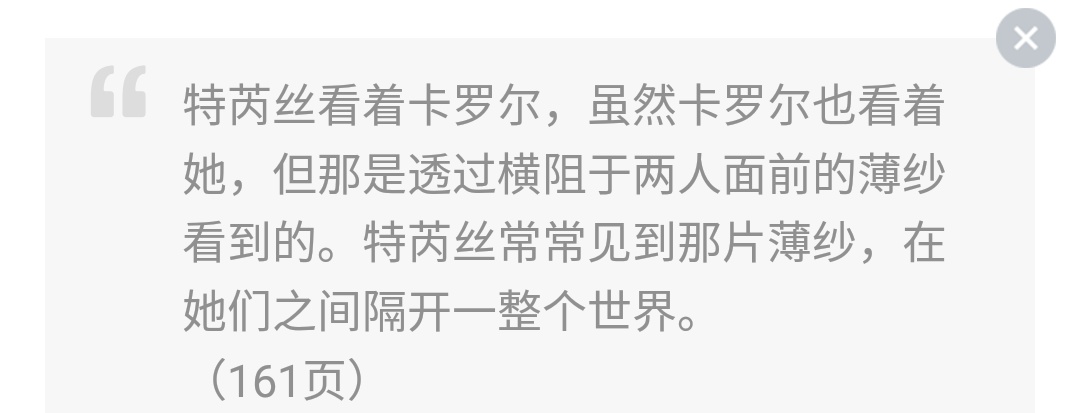 特芮丝看着卡罗尔，虽然卡罗尔也看着
她，但那是透过横阻于两人面前的薄纱
看到的。特芮丝常常见到那片薄纱，在
她们之间隔开一整个世界。
（161页）